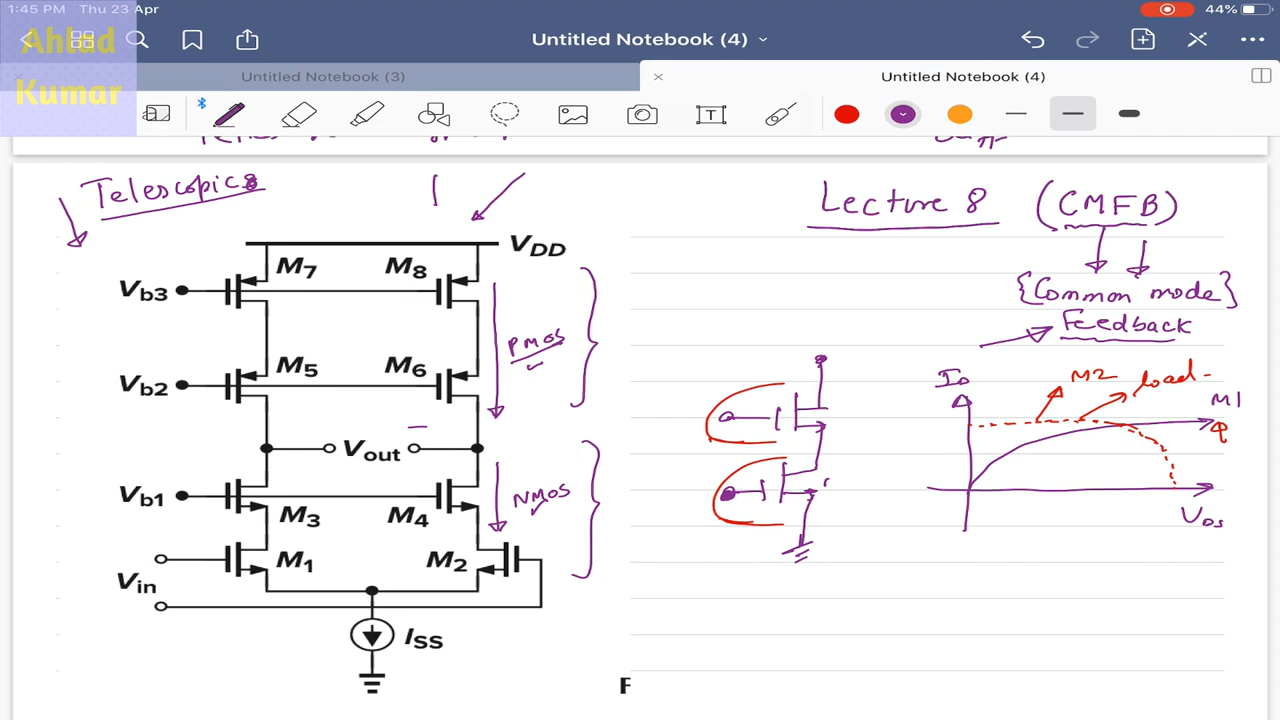 1:45 PM Thu 23 Apr
44%
Ahlad
Kumar
Untitled Notebook (4)
Untitled Notebook (3)
Untitled Notebook (4)
T
Telescopic
Lecture 8 (CMFB)
{Common mode}
Feedback
VDD
M7 M8
Vb3
PMOS
M5 M6
Vb2
Vout
Vb1
NMOS
M3 M4
M1 M2
Vin
ISS
F
ID
M2
load
M1
VDS